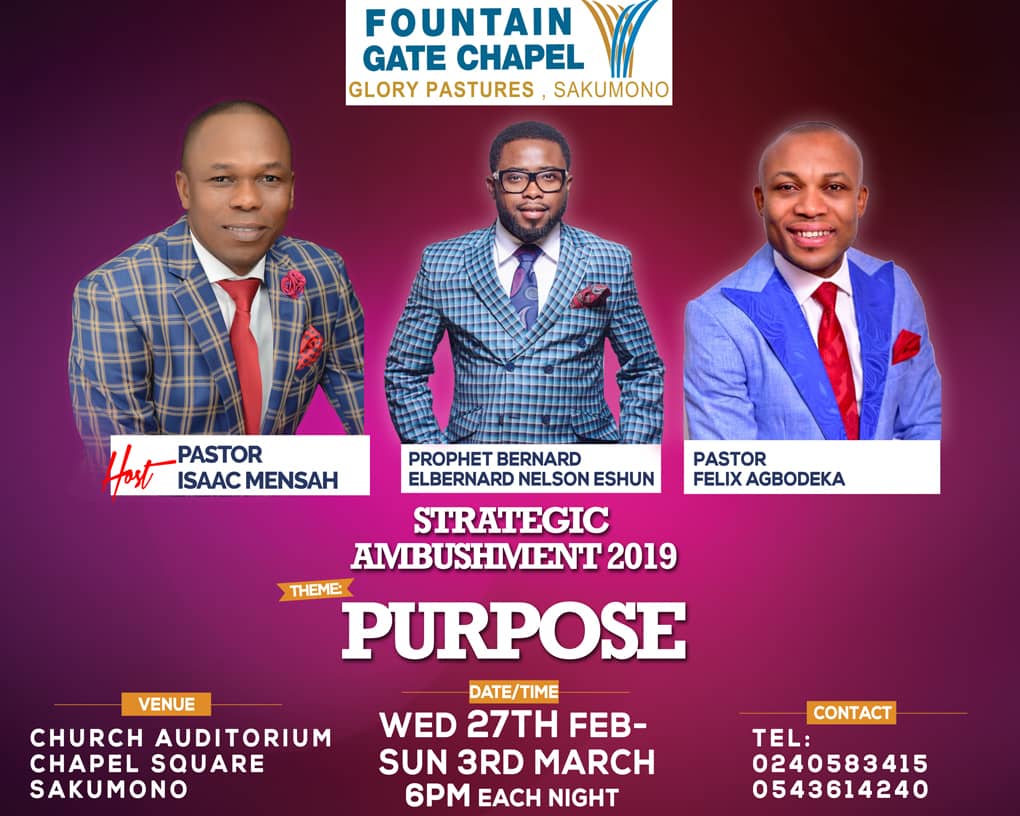 FOUNTAIN
GATE CHAPEL
GLORY PASTURES , SAKUMONO
Host
PASTOR
ISAAC MENSAH
PROPHET BERNARD
ELBERNARD NELSON ESHUN
PASTOR
FELIX AGBODEKA
STRATEGIC
AMBUSHMENT 2019
THEME:
PURPOSE
VENUE
CHURCH AUDITORIUM
CHAPEL SQUARE
SAKUMONO
DATE/TIME
WED 27TH FEB-
SUN 3RD MARCH
6PM EACH NIGHT
CONTACT
TEL:
0240583415
0543614240